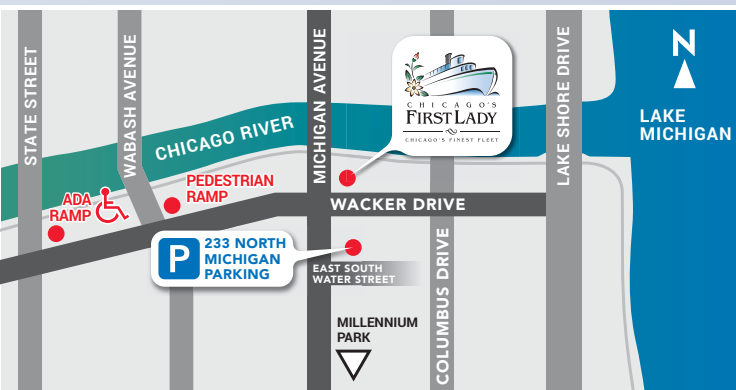 STATE STREET
WABASH AVENUE
MICHIGAN AVENUE
CHICAGO'S
FIRST LADY
CHICAGO'S FINEST FLEET
LAKE SHORE DRIVE
N
LAKE
MICHIGAN
CHICAGO RIVER
ADA
RAMP
PEDESTRIAN
RAMP
WACKER DRIVE
P
233 NORTH
MICHIGAN
PARKING
EAST SOUTH
WATER STREET
COLUMBUS DRIVE
MILLENNIUM
PARK